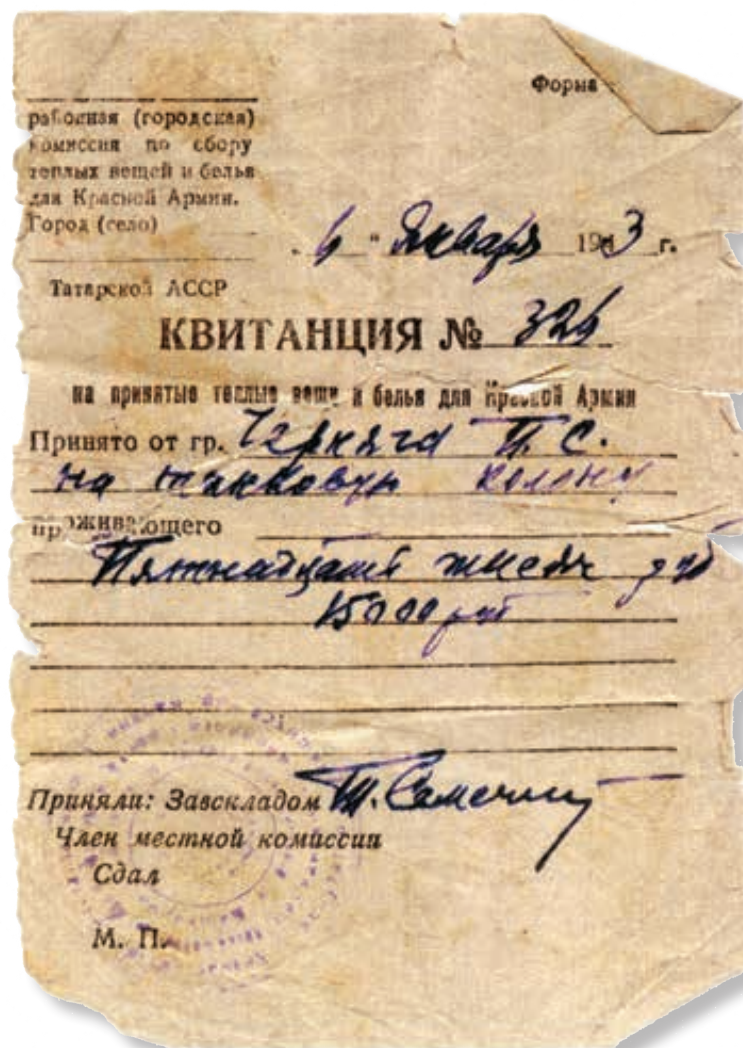 Форма
районная (городская)
комиссия по сбору
теплых вещей и белья
для Красной Армии.
Город (село)
"6" Января 1943 г.
Татарской АССР
КВИТАНЦИЯ № 326
на принятые теплые вещи и белья для Красной Армии
Принято от гр. Черняга П. С.
на танковую колону
проживающего
Пятнадцать тысяч руб
15000 руб
Приняли: Завскладом
Член местной комиссии
Сдал
М. П.